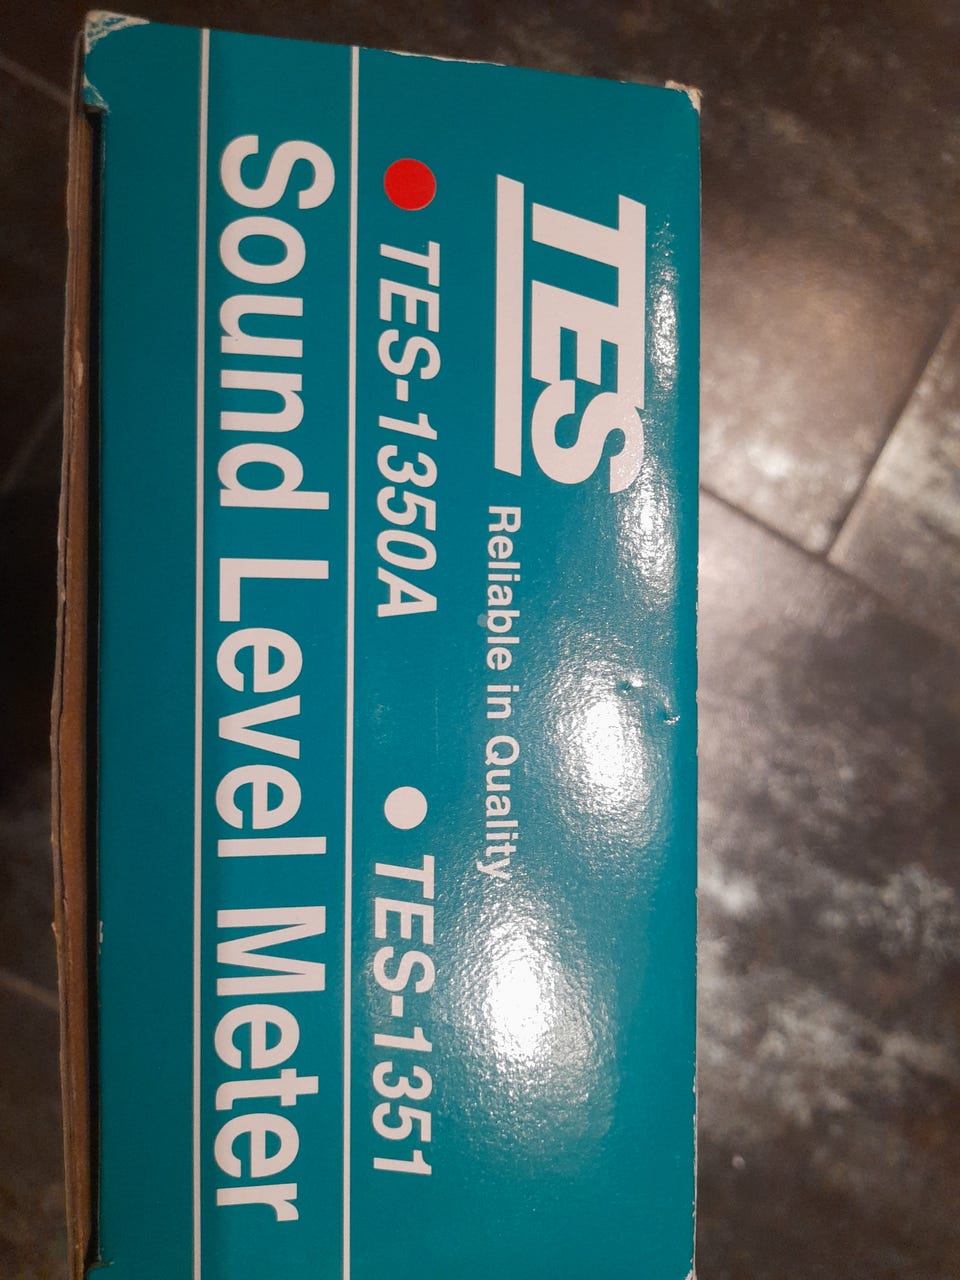 TES
Reliable in Quality
TES-1350A
TES-1351
Sound Level Meter